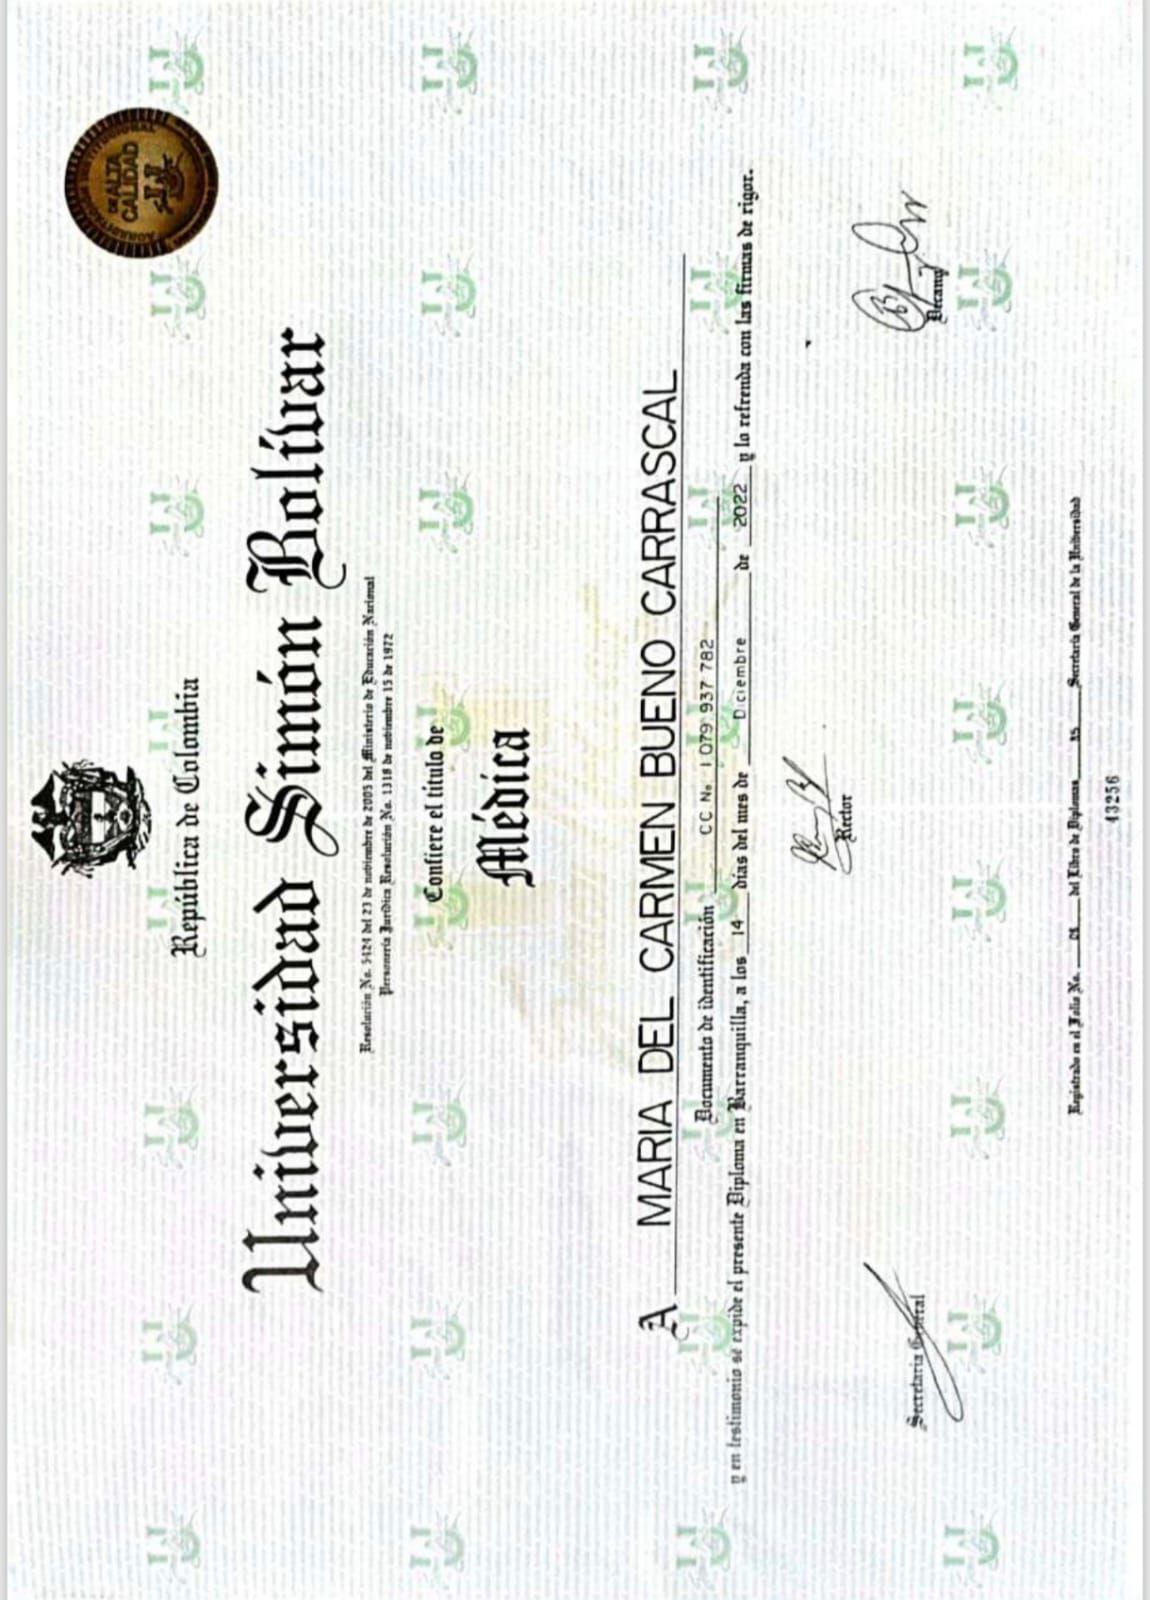 República de Colombia
Universidad Simón Bolívar
Resolución No. 5424 del 23 de noviembre de 2005 del Ministerio de Educación Nacional
Personería Jurídica Resolución No. 1318 de noviembre 15 de 1972
ACREDITACIÓN INSTITUCIONAL
DE ALTA
CALIDAD
Confiere el título de
Médica
A MARIA DEL CARMEN BUENO CARRASCAL
Documento de identificación CC No 1 079 937 782
y en testimonio se expide el presente Diploma en Barranquilla, a los 14 días del mes de Diciembre de 2022 y lo refrenda con las firmas de rigor.
Rector
Secretaria General
Decano
Registrado en el Folio No. del Libro de Diplomas Secretaría General de la Universidad
43256